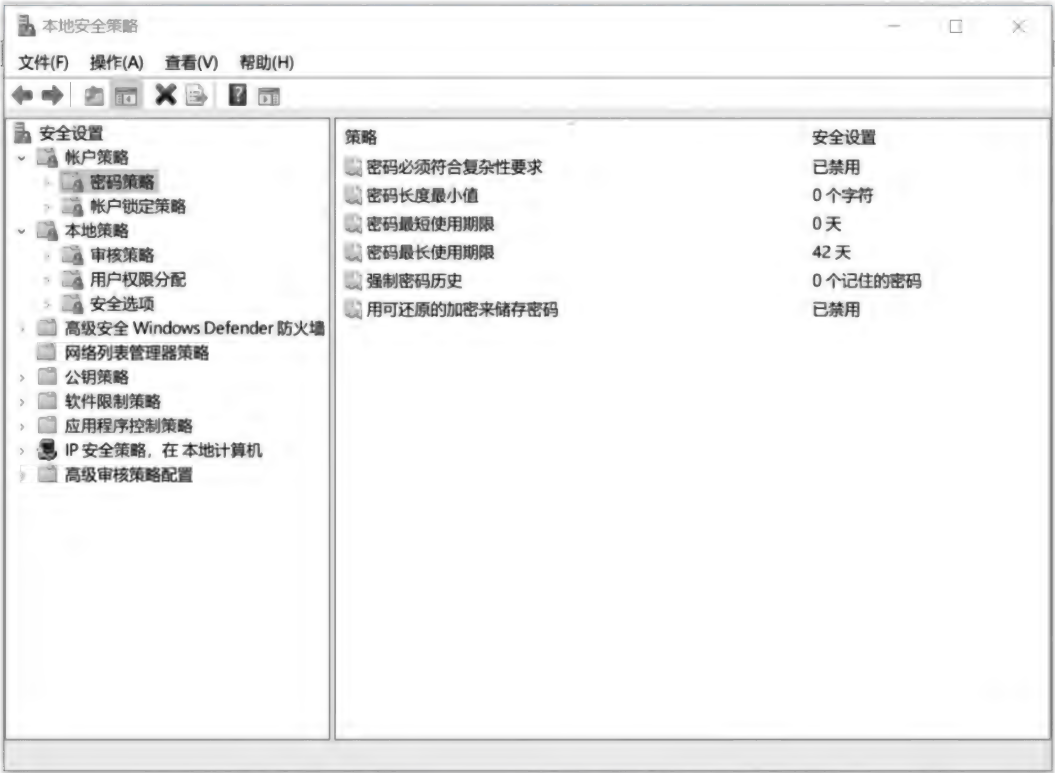 本地安全策略
文件(F) 操作(A) 查看(V) 帮助(H)
安全设置
帐户策略
密码策略
帐户锁定策略
本地策略
审核策略
用户权限分配
安全选项
高级安全 Windows Defender 防火墙
网络列表管理器策略
公钥策略
软件限制策略
应用程序控制策略
IP 安全策略，在 本地计算机
高级审核策略配置
策略 安全设置
密码必须符合复杂性要求 已禁用
密码长度最小值 0 个字符
密码最短使用期限 0 天
密码最长使用期限 42 天
强制密码历史 0 个记住的密码
用可还原的加密来储存密码 已禁用